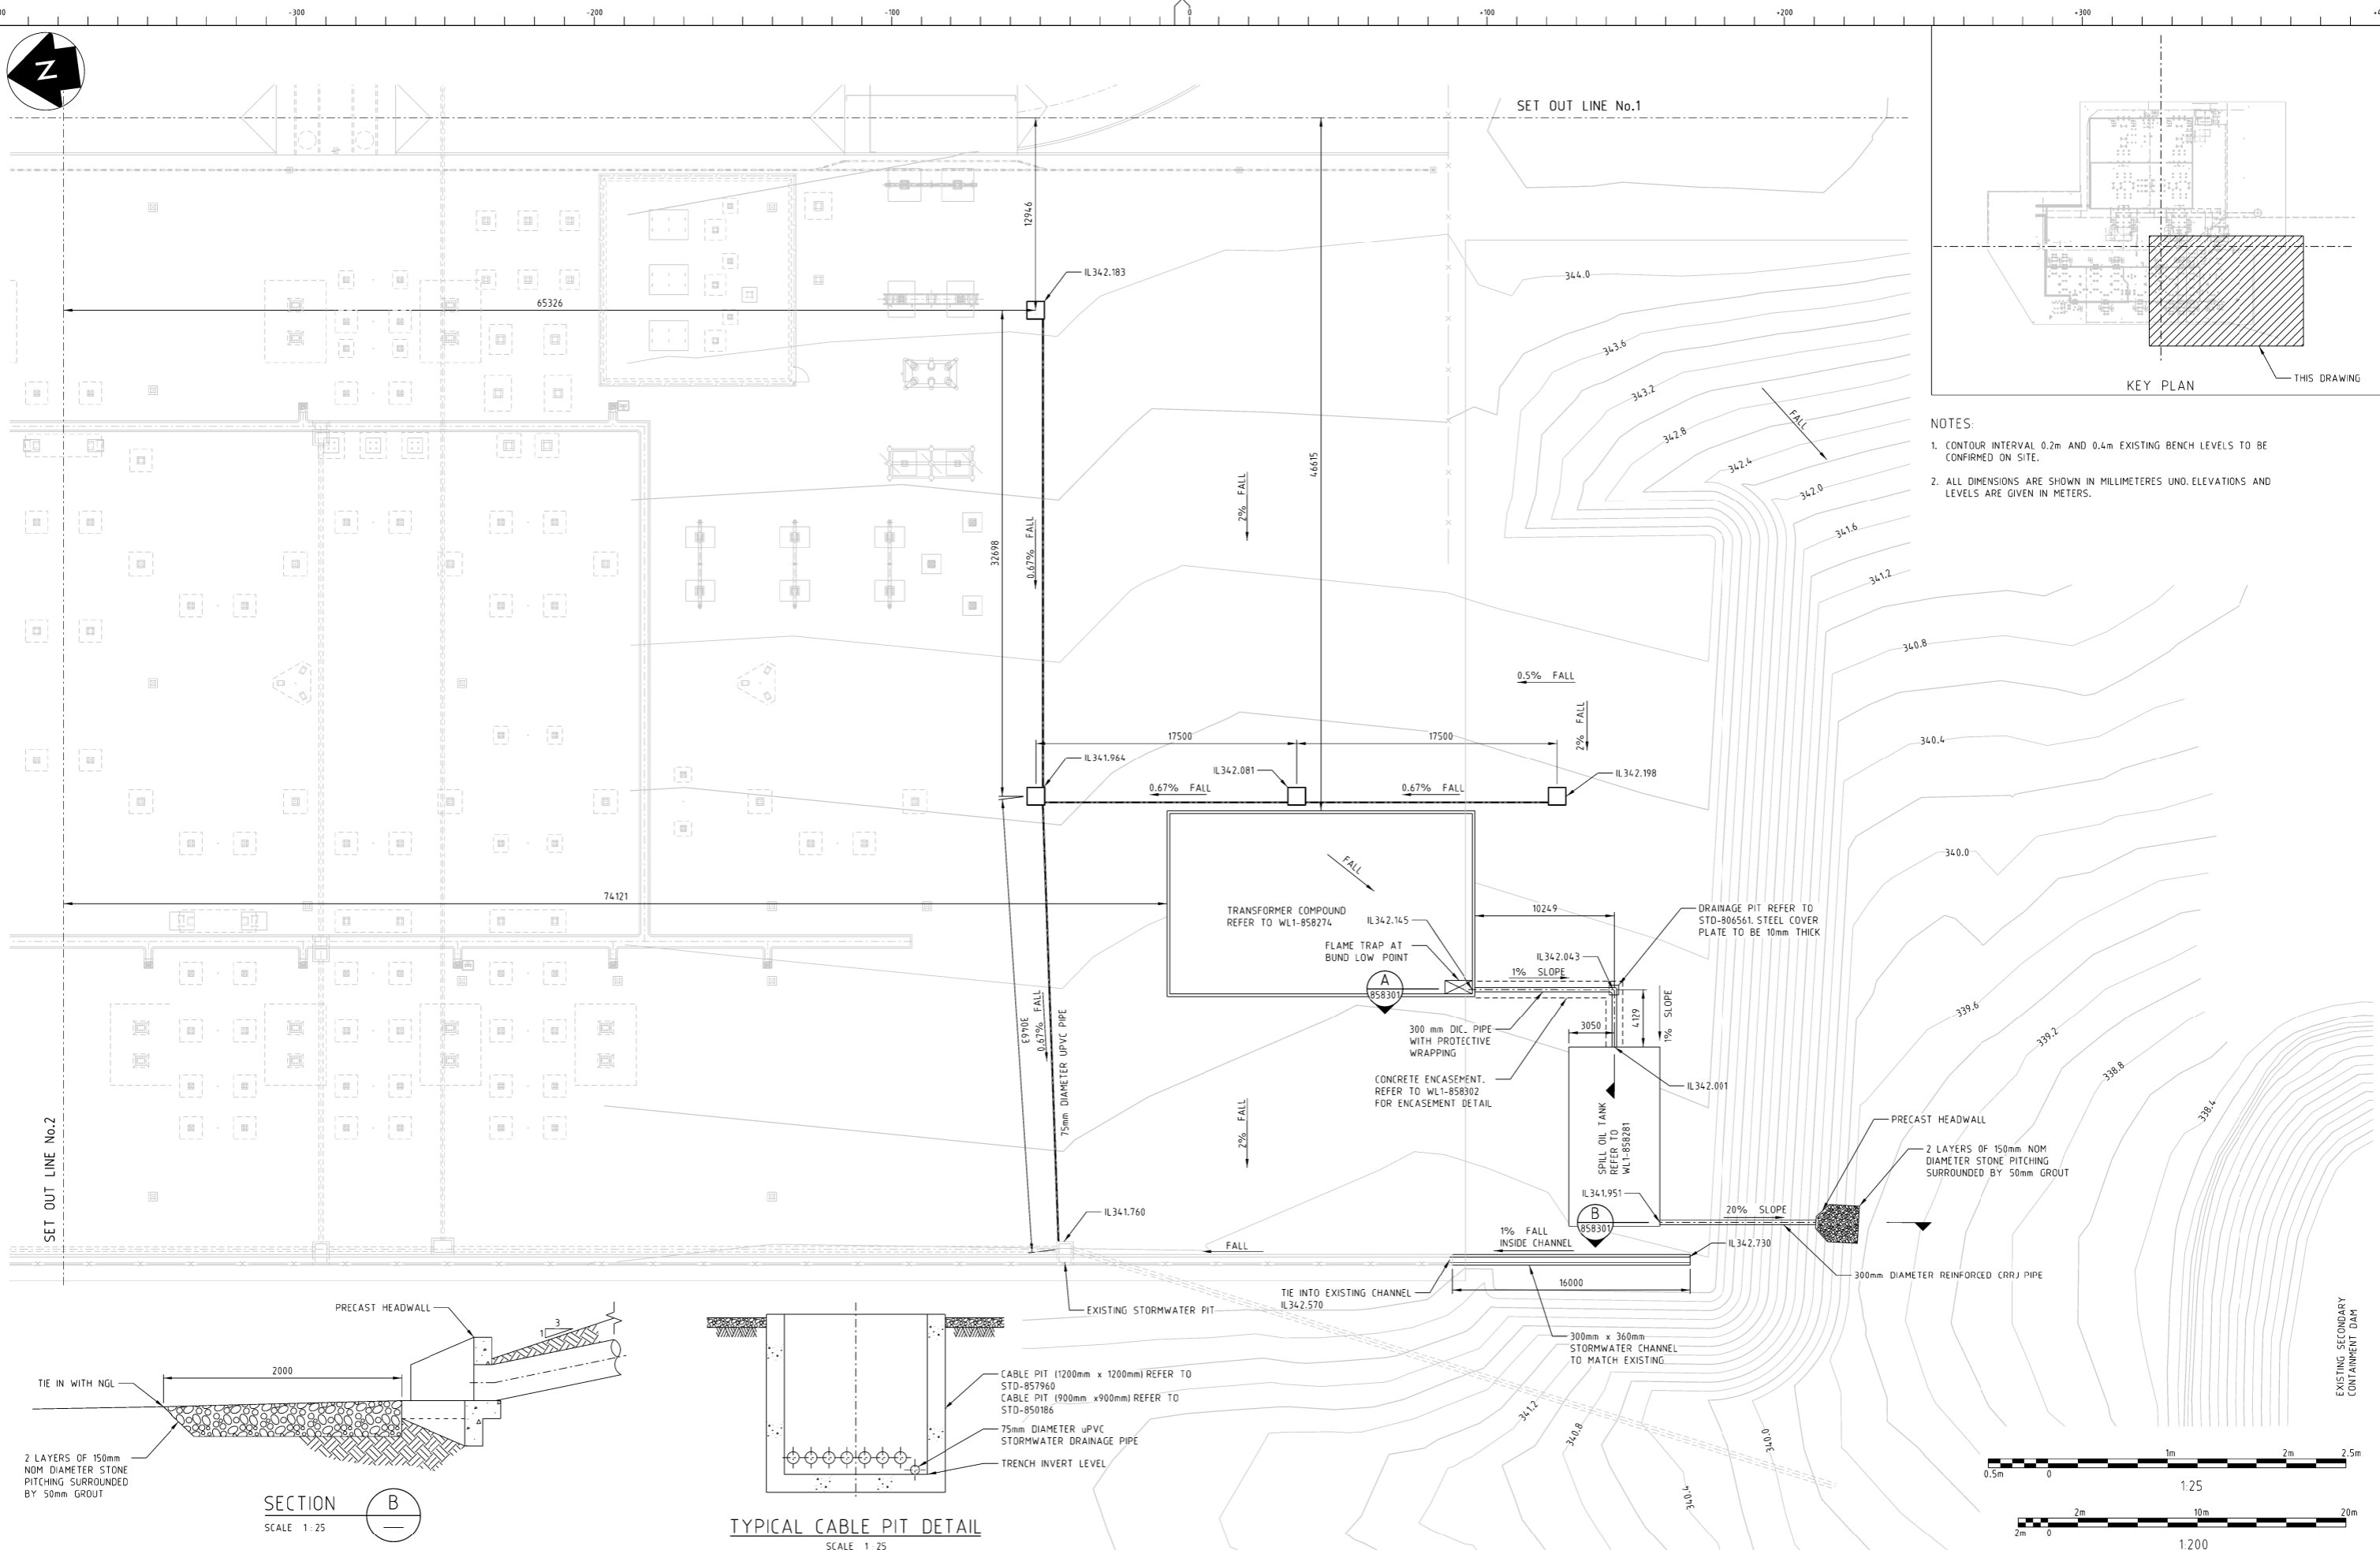 -300
-200
-100
0
+100
+200
+300
N
SET OUT LINE No.1
12946
IL342.183
65326
344.0
343.6
343.2
342.8
342.4
342.0
341.6
341.2
340.8
340.4
340.0
339.6
339.2
338.8
338.4
FALL
KEY PLAN
THIS DRAWING
NOTES:
1. CONTOUR INTERVAL 0.2m AND 0.4m EXISTING BENCH LEVELS TO BE
CONFIRMED ON SITE.
2. ALL DIMENSIONS ARE SHOWN IN MILLIMETERES UNO. ELEVATIONS AND
LEVELS ARE GIVEN IN METERS.
46615
2% FALL
32698
0.67% FALL
0.5% FALL
2% FALL
17500
17500
IL341.964
IL342.081
IL342.198
0.67% FALL
0.67% FALL
74121
FALL
TRANSFORMER COMPOUND
REFER TO WL1-858274
IL342.145
FLAME TRAP AT
BUND LOW POINT
A
858301
10249
DRAINAGE PIT REFER TO
STD-806561. STEEL COVER
PLATE TO BE 10mm THICK
IL342.043
1% SLOPE
1% SLOPE
4129
3050
300 mm DICL PIPE
WITH PROTECTIVE
WRAPPING
CONCRETE ENCASEMENT.
REFER TO WL1-858302
FOR ENCASEMENT DETAIL
IL342.001
30463
0.67% FALL
75mm DIAMETER UPVC PIPE
2% FALL
SPILL OIL TANK
REFER TO
WL1-858281
PRECAST HEADWALL
2 LAYERS OF 150mm NOM
DIAMETER STONE PITCHING
SURROUNDED BY 50mm GROUT
IL341.951
20% SLOPE
B
858301
SET OUT LINE No.2
IL341.760
FALL
1% FALL
INSIDE CHANNEL
IL342.730
300mm DIAMETER REINFORCED CRRJ PIPE
16000
TIE INTO EXISTING CHANNEL
IL342.570
EXISTING STORMWATER PIT
300mm x 360mm
STORMWATER CHANNEL
TO MATCH EXISTING
341.2
340.8
340.4
340.0
EXISTING SECONDARY
CONTAINMENT DAM
PRECAST HEADWALL
3
1
2000
TIE IN WITH NGL
2 LAYERS OF 150mm
NOM DIAMETER STONE
PITCHING SURROUNDED
BY 50mm GROUT
SECTION
B
SCALE 1:25
CABLE PIT (1200mm x 1200mm) REFER TO
STD-857960
CABLE PIT (900mm x900mm) REFER TO
STD-850186
75mm DIAMETER uPVC
STORMWATER DRAINAGE PIPE
TRENCH INVERT LEVEL
TYPICAL CABLE PIT DETAIL
SCALE 1:25
1m
2m
2.5m
0.5m
0
1:25
2m
10m
20m
2m
0
1:200